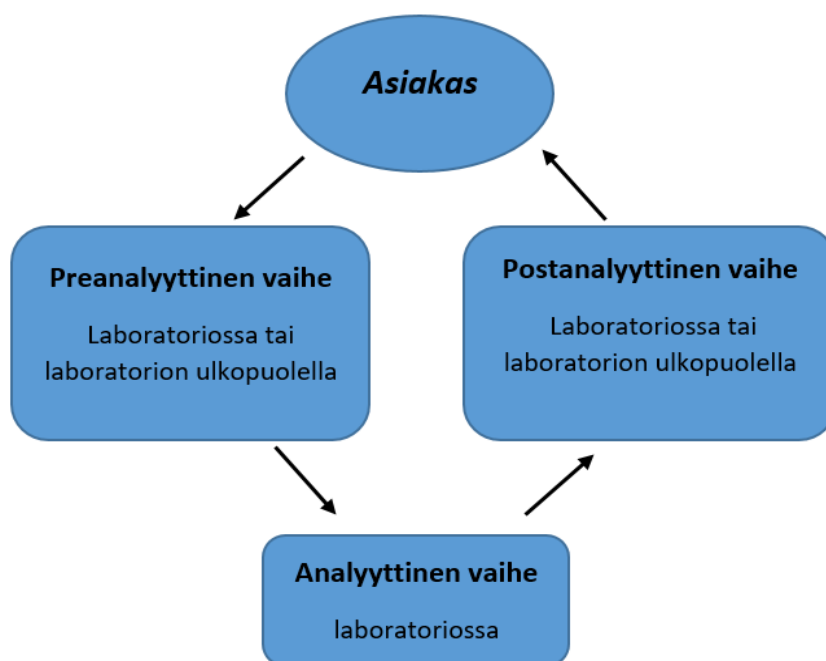 Asiakas
Preanalyyttinen vaihe
Laboratoriossa tai
laboratorion ulkopuolella
Postanalyyttinen vaihe
Laboratoriossa tai
laboratorion ulkopuolella
Analyyttinen vaihe
laboratoriossa